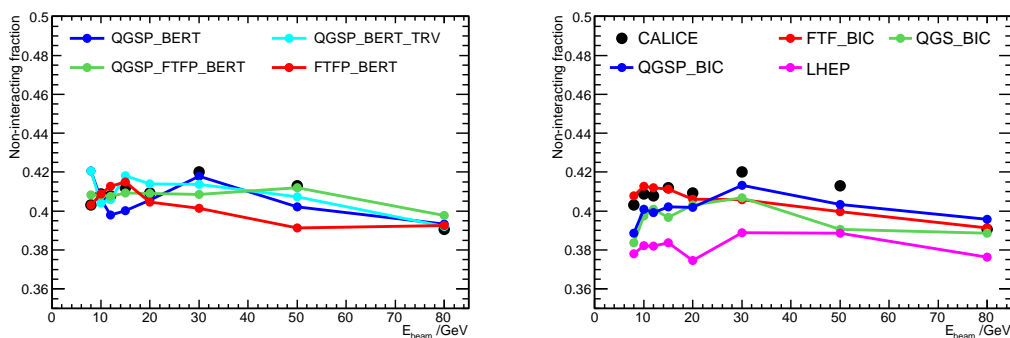 Non-interacting fraction
0.5
0.48
0.46
0.44
0.42
0.4
0.38
0.36
QGSP_BERT
QGSP_BERT_TRV
QGSP_FTFP_BERT
FTFP_BERT
0 10 20 30 40 50 60 70 80
E_beam /GeV
Non-interacting fraction
0.5
0.48
0.46
0.44
0.42
0.4
0.38
0.36
CALICE
FTF_BIC
QGS_BIC
QGSP_BIC
LHEP
0 10 20 30 40 50 60 70 80
E_beam /GeV